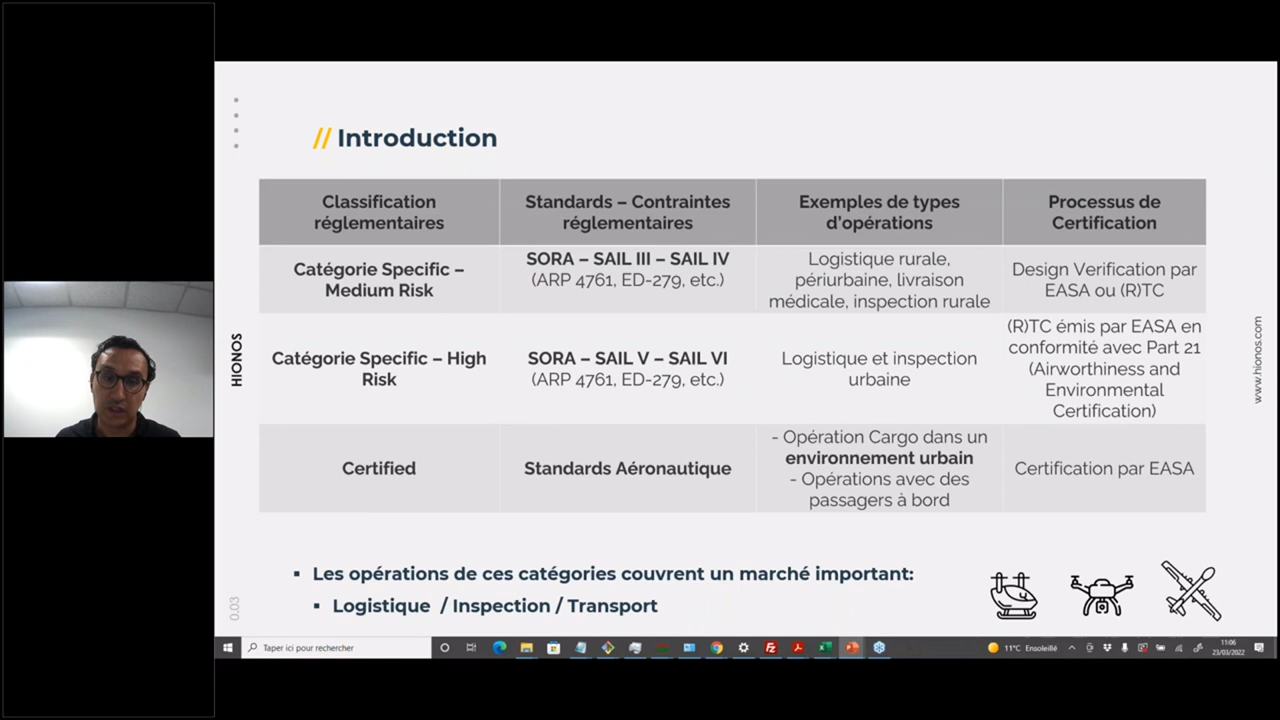 // Introduction
Classification
réglementaires
Standards – Contraintes
réglementaires
Exemples de types
d'opérations
Processus de
Certification
Catégorie Specific –
Medium Risk
SORA – SAIL III – SAIL IV
(ARP 4761, ED-279, etc.)
Logistique rurale,
périurbaine, livraison
médicale, inspection rurale
Design Verification par
EASA ou (R)TC
Catégorie Specific – High
Risk
SORA – SAIL V – SAIL VI
(ARP 4761, ED-279, etc.)
Logistique et inspection
urbaine
(R)TC émis par EASA en
conformité avec Part 21
(Airworthiness and
Environmental
Certification)
Certified
Standards Aéronautique
- Opération Cargo dans un
environnement urbain
- Opérations avec des
passagers à bord
Certification par EASA
▪ Les opérations de ces catégories couvrent un marché important:
▪ Logistique / Inspection / Transport
HIONOS
0.03
www.hionos.com
Taper ici pour rechercher
11°C Ensoleillé
11:06
23/03/2022